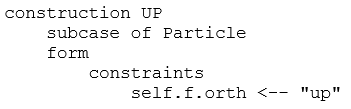 construction UP
    subcase of Particle
    form
        constraints
            self.f.orth <-- "up"